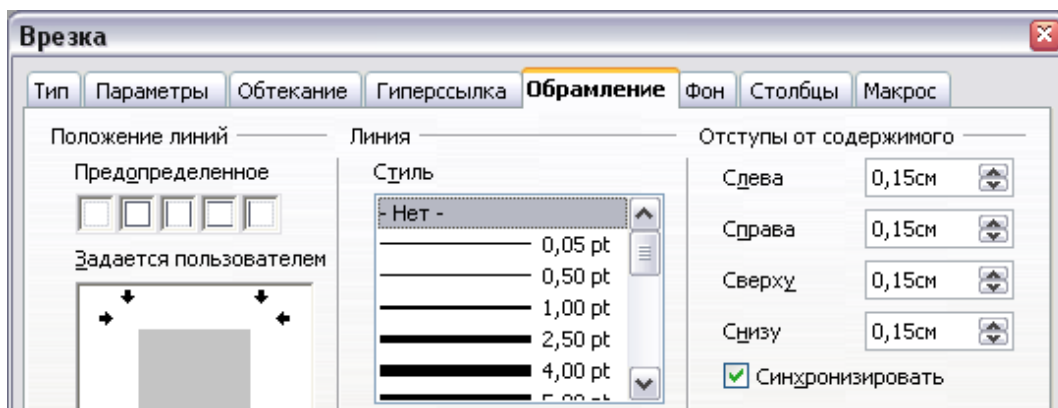 Врезка
Тип Параметры Обтекание Гиперссылка Обрамление Фон Столбцы Макрос
Положение линий Линия Отступы от содержимого
Предопределенное Стиль Слева 0,15см
- Нет -
0,05 pt Справа 0,15см
Задается пользователем 0,50 pt Сверху 0,15см
1,00 pt
2,50 pt Снизу 0,15см
4,00 pt Синхронизировать